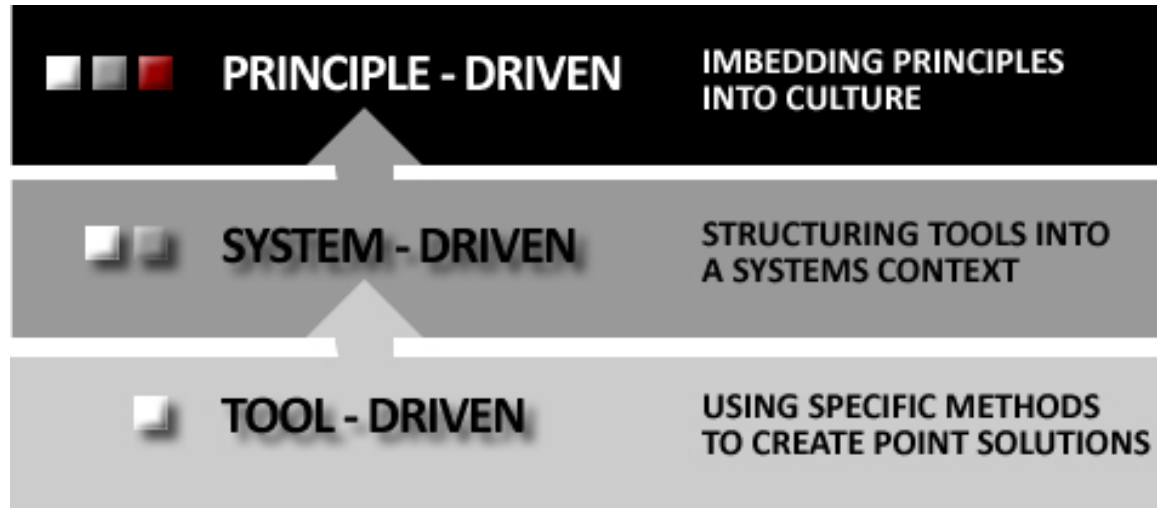 PRINCIPLE - DRIVEN
IMBEDDING PRINCIPLES
INTO CULTURE
SYSTEM - DRIVEN
STRUCTURING TOOLS INTO
A SYSTEMS CONTEXT
TOOL - DRIVEN
USING SPECIFIC METHODS
TO CREATE POINT SOLUTIONS